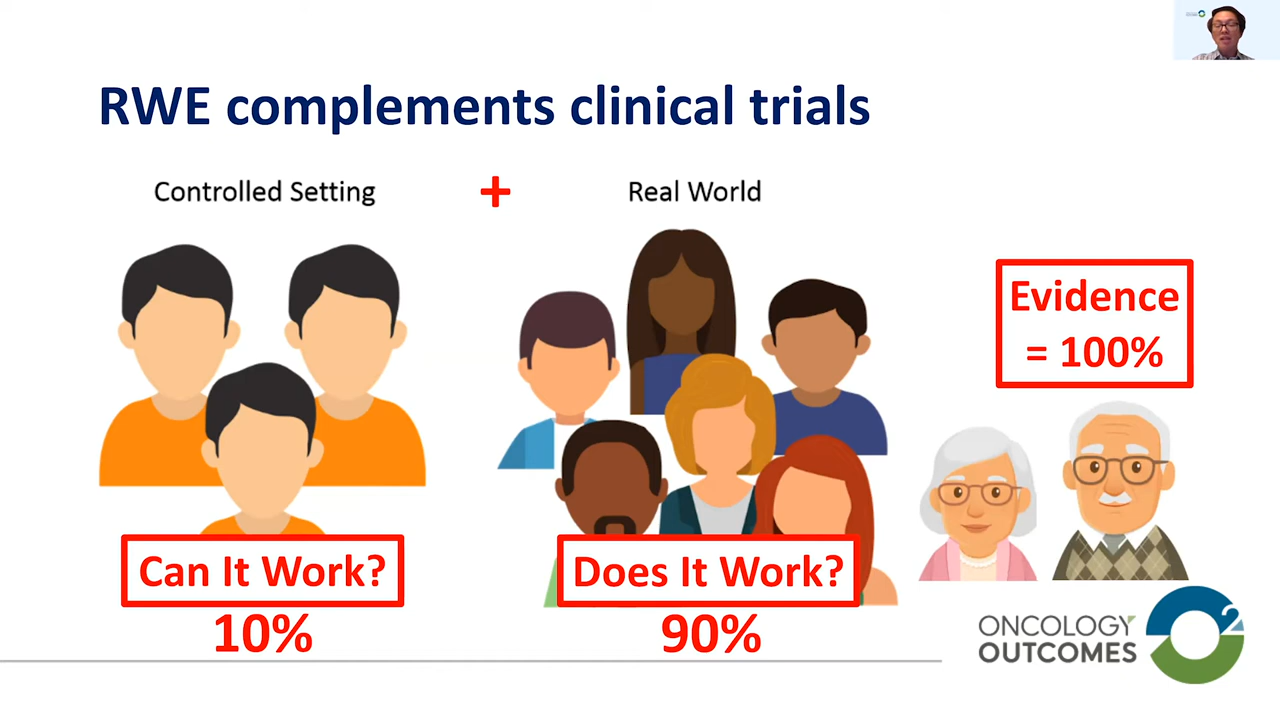 RWE complements clinical trials
Controlled Setting
+
Real World
Evidence
= 100%
Can It Work?
10%
Does It Work?
90%
ONCOLOGY
OUTCOMES
2